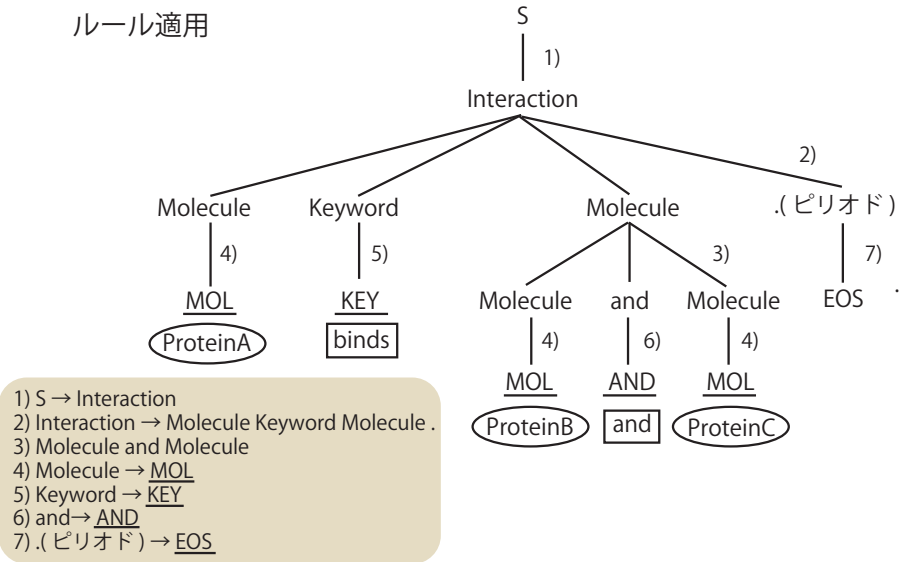 ルール適用
S
1)
Interaction
2)
Molecule Keyword Molecule .( ピリオド )
4) 5) 3) 7)
MOL KEY Molecule and Molecule EOS .
ProteinA binds 4) 6) 4)
MOL AND MOL
ProteinB and ProteinC
1) S → Interaction
2) Interaction → Molecule Keyword Molecule .
3) Molecule and Molecule
4) Molecule → MOL
5) Keyword → KEY
6) and→ AND
7) .( ピリオド ) → EOS